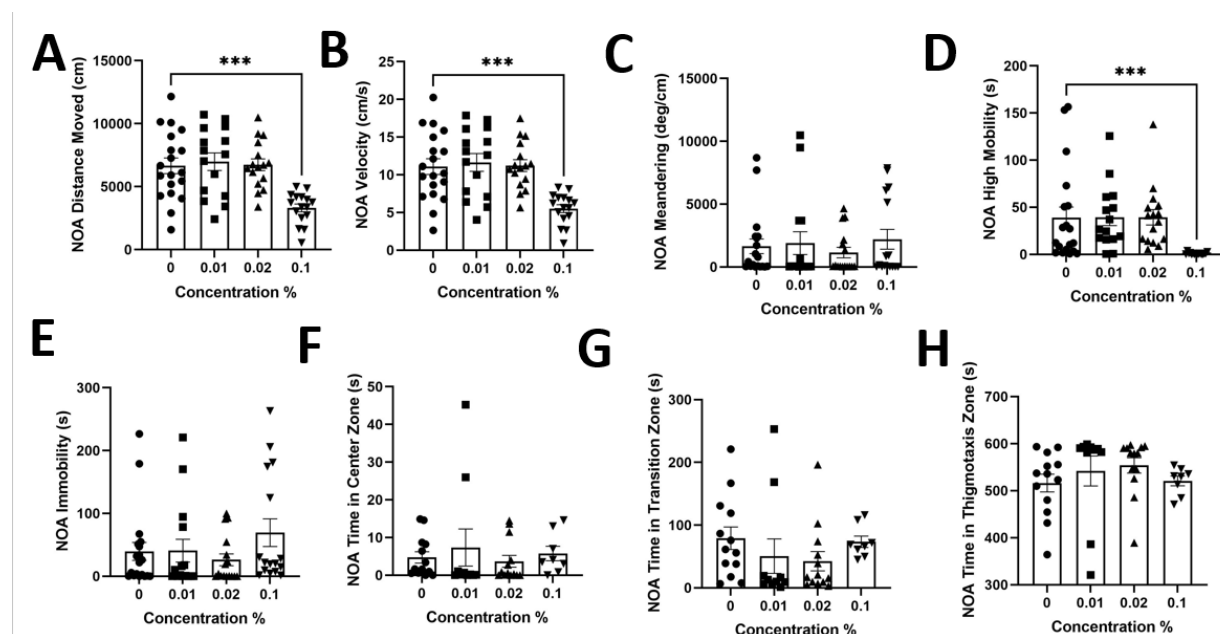 A
NOA Distance Moved (cm)
15000
10000
5000
0
***
0 0.01 0.02 0.1
Concentration %
B
NOA Velocity (cm/s)
25
20
15
10
5
0
***
0 0.01 0.02 0.1
Concentration %
C
NOA Meandering (deg/cm)
15000
10000
5000
0
0 0.01 0.02 0.1
Concentration %
D
NOA High Mobility (s)
200
150
100
50
0
***
0 0.01 0.02 0.1
Concentration %
E
NOA Immobility (s)
300
200
100
0
0 0.01 0.02 0.1
Concentration %
F
NOA Time in Center Zone (s)
50
40
30
20
10
0
0 0.01 0.02 0.1
Concentration %
G
NOA Time in Transition Zone (s)
300
200
100
0
0 0.01 0.02 0.1
Concentration %
H
NOA Time in Thigmotaxis Zone (s)
700
600
500
400
300
0 0.01 0.02 0.1
Concentration %